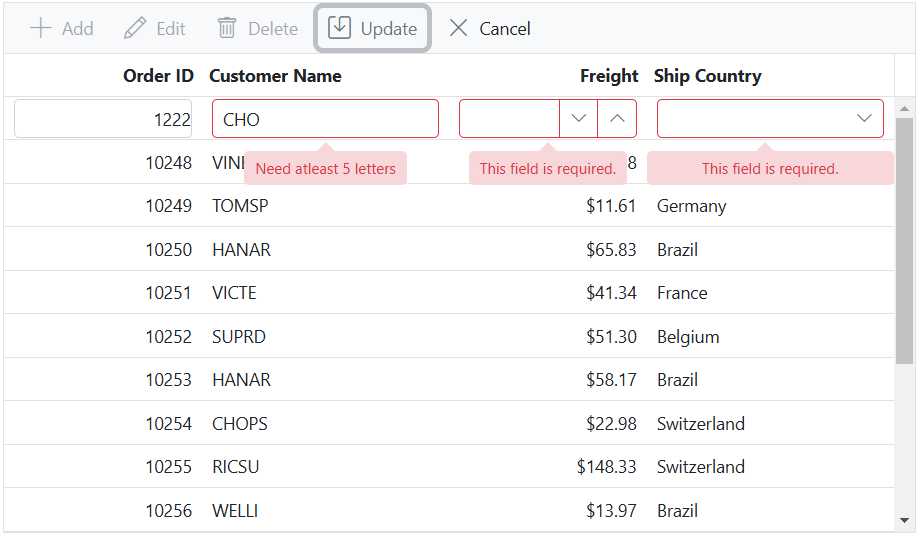 Add Edit Delete Update Cancel
Order ID Customer Name Freight Ship Country
1222 CHO
Need atleast 5 letters This field is required. This field is required.
10248
10249 TOMSP $11.61 Germany
10250 HANAR $65.83 Brazil
10251 VICTE $41.34 France
10252 SUPRD $51.30 Belgium
10253 HANAR $58.17 Brazil
10254 CHOPS $22.98 Switzerland
10255 RICSU $148.33 Switzerland
10256 WELLI $13.97 Brazil